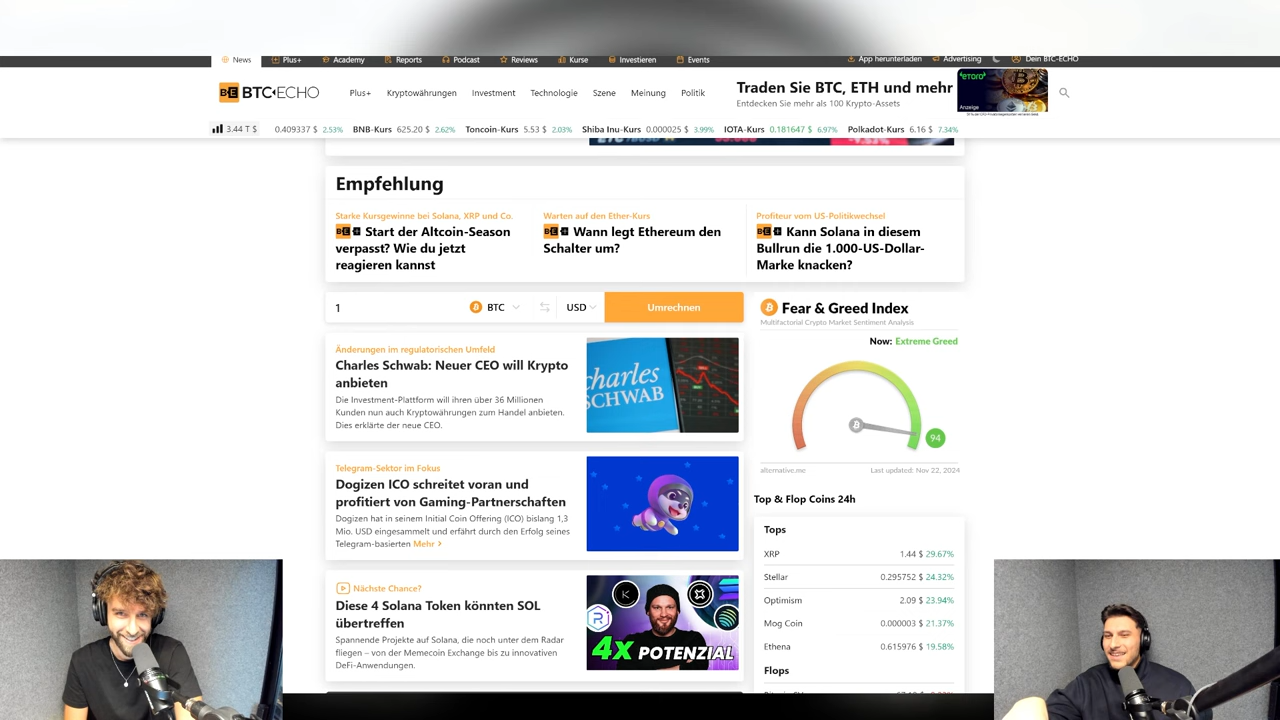 News Plus+ Academy Reports Podcast Reviews Kurse Investieren Events App herunterladen Advertising Dein BTC-ECHO
BTC-ECHO
Plus+ Kryptowährungen Investment Technologie Szene Meinung Politik
Traden Sie BTC, ETH und mehr
Entdecken Sie mehr als 100 Krypto-Assets
eTORO
Anzeige
3.44 T $ 0.409337 $ 2.53% BNB-Kurs 625.20 $ 2.62% Toncoin-Kurs 5.53 $ 2.03% Shiba Inu-Kurs 0.000025 $ 3.99% IOTA-Kurs 0.181647 $ 6.97% Polkadot-Kurs 6.16 $ 7.34%
Empfehlung
Starke Kursgewinne bei Solana, XRP und Co.
Start der Altcoin-Season
verpasst? Wie du jetzt
reagieren kannst
Warten auf den Ether-Kurs
Wann legt Ethereum den
Schalter um?
Profiteur vom US-Politikwechsel
Kann Solana in diesem
Bullrun die 1.000-US-Dollar-
Marke knacken?
1 BTC USD Umrechnen
Änderungen im regulatorischen Umfeld
Charles Schwab: Neuer CEO will Krypto
anbieten
Die Investment-Plattform will ihren über 36 Millionen
Kunden nun auch Kryptowährungen zum Handel anbieten.
Dies erklärte der neue CEO.
charles
SCHWAB
Telegram-Sektor im Fokus
Dogizen ICO schreitet voran und
profitiert von Gaming-Partnerschaften
Dogizen hat in seinem Initial Coin Offering (ICO) bislang 1,3
Mio. USD eingesammelt und erfährt durch den Erfolg seines
Telegram-basierten Mehr >
Nächste Chance?
Diese 4 Solana Token könnten SOL
übertreffen
Spannende Projekte auf Solana, die noch unter dem Radar
fliegen – von der Memecoin Exchange bis zu innovativen
DeFi-Anwendungen.
4X POTENZIAL
Fear & Greed Index
Multifactorial Crypto Market Sentiment Analysis
Now: Extreme Greed
94
alternative.me Last updated: Nov 22, 2024
Top & Flop Coins 24h
Tops
XRP 1.44 $ 29.67%
Stellar 0.295752 $ 24.32%
Optimism 2.09 $ 23.94%
Mog Coin 0.000003 $ 21.37%
Ethena 0.615976 $ 19.58%
Flops